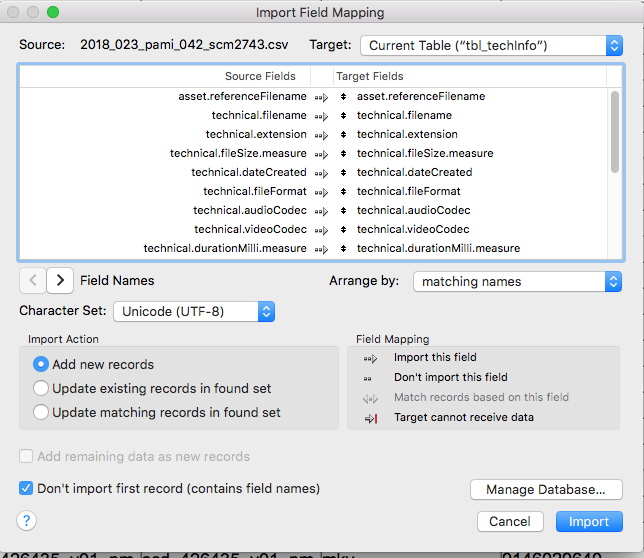 Import Field Mapping
Source: 2018_023_pami_042_scm2743.csv Target: Current Table ("tbl_techInfo")
Source Fields Target Fields
asset.referenceFilename asset.referenceFilename
technical.filename technical.filename
technical.extension technical.extension
technical.fileSize.measure technical.fileSize.measure
technical.dateCreated technical.dateCreated
technical.fileFormat technical.fileFormat
technical.audioCodec technical.audioCodec
technical.videoCodec technical.videoCodec
technical.durationMilli.measure technical.durationMilli.measure
Field Names Arrange by: matching names
Character Set: Unicode (UTF-8)
Import Action Field Mapping
Add new records Import this field
Update existing records in found set Don't import this field
Update matching records in found set Match records based on this field
Target cannot receive data
Add remaining data as new records
Don't import first record (contains field names) Manage Database...
? Cancel Import